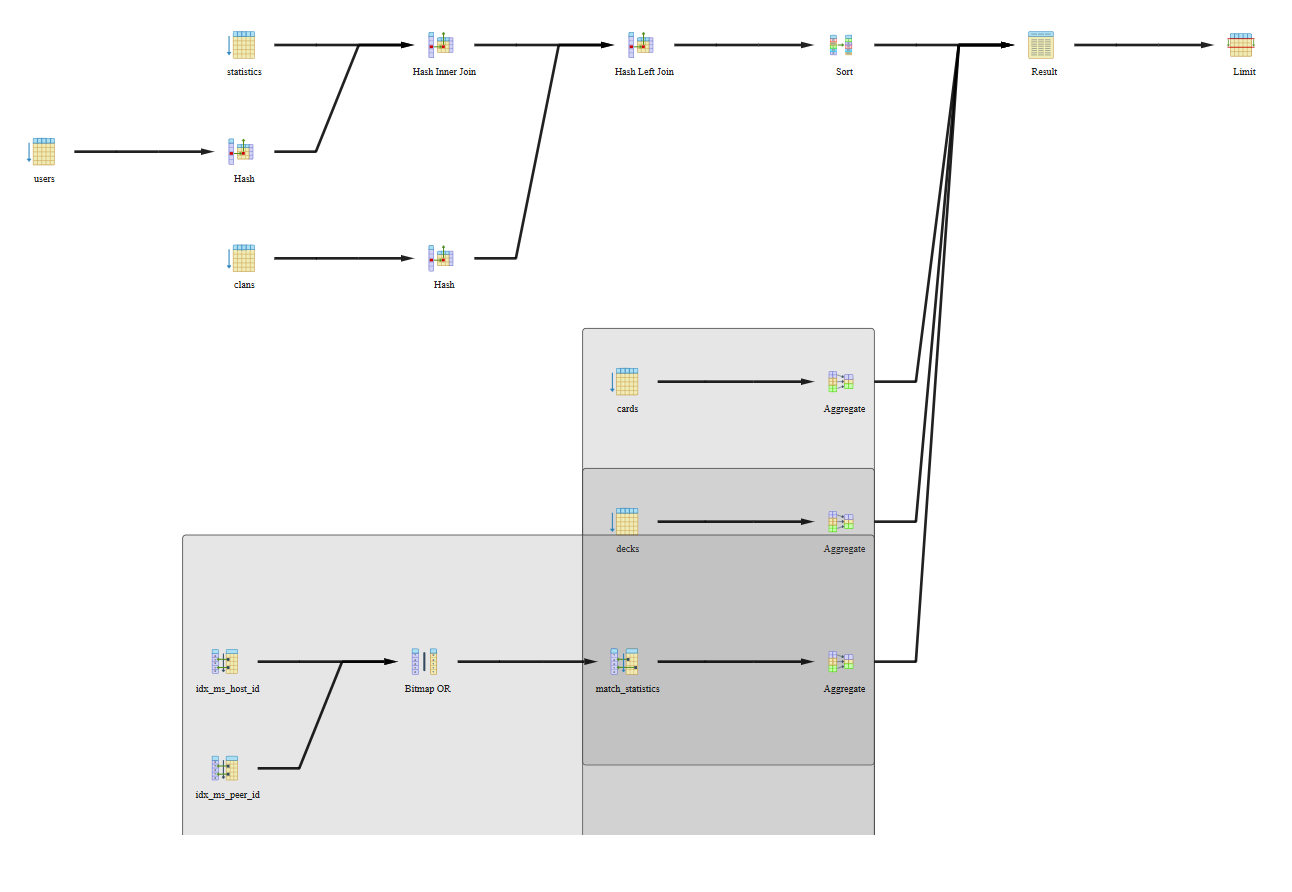 statistics
Hash Inner Join
Hash Left Join
Sort
Result
Limit
users
Hash
clans
Hash
cards
Aggregate
decks
Aggregate
idx_ms_host_id
Bitmap OR
match_statistics
Aggregate
idx_ms_peer_id